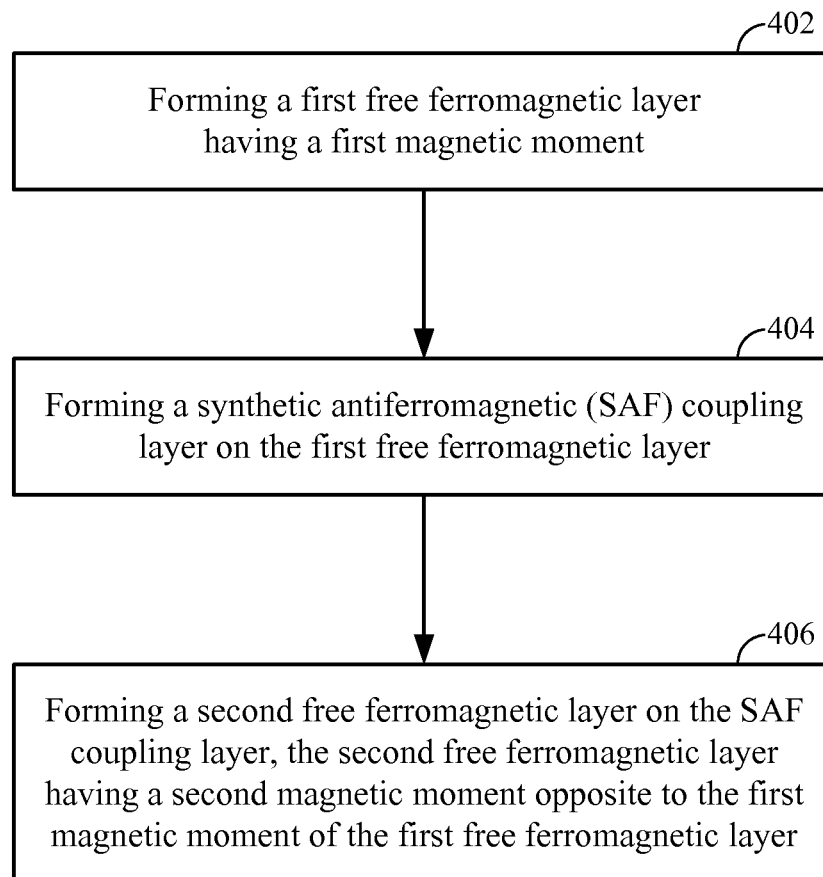 402
Forming a first free ferromagnetic layer
having a first magnetic moment
404
Forming a synthetic antiferromagnetic (SAF) coupling
layer on the first free ferromagnetic layer
406
Forming a second free ferromagnetic layer on the SAF
coupling layer, the second free ferromagnetic layer
having a second magnetic moment opposite to the first
magnetic moment of the first free ferromagnetic layer